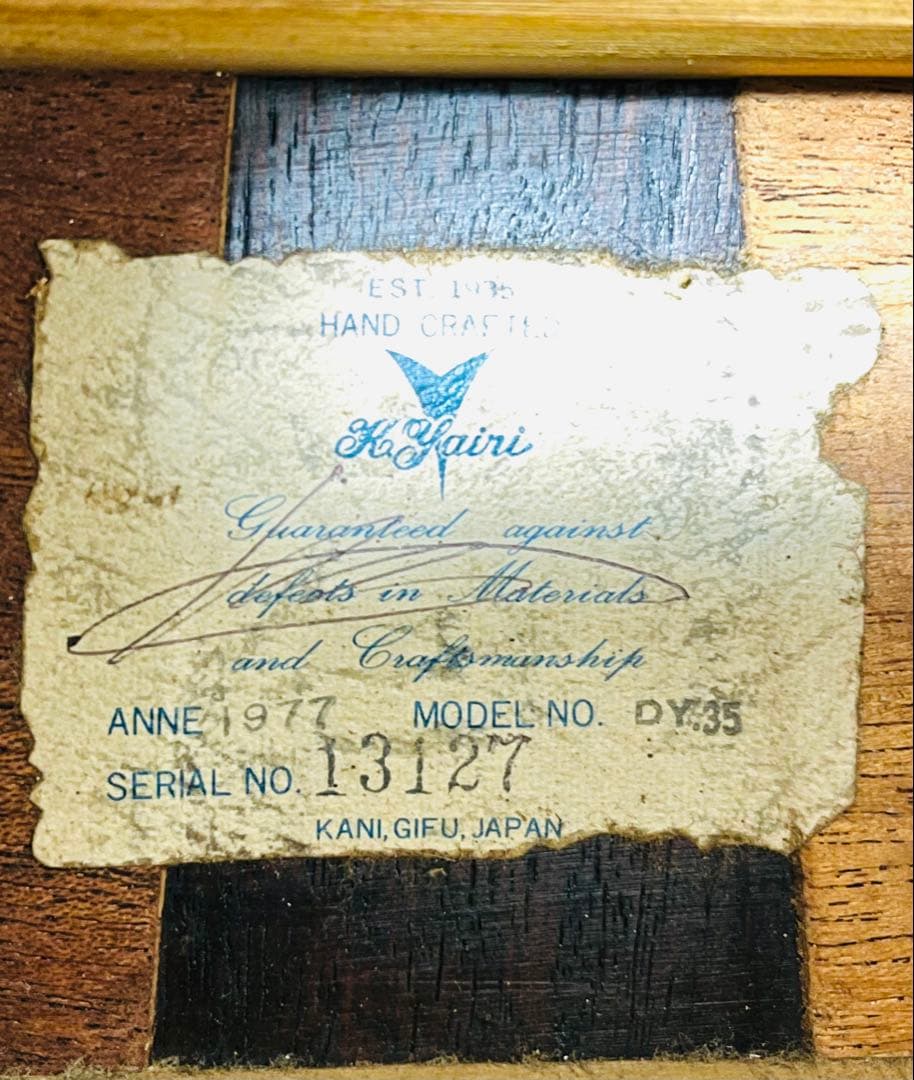 EST. 1935
HAND CRAFTED
K.Yairi
Guaranteed against
defects in Materials
and Craftsmanship
ANNE 1977 MODEL NO. DY-35
SERIAL NO. 13127
KANI, GIFU, JAPAN